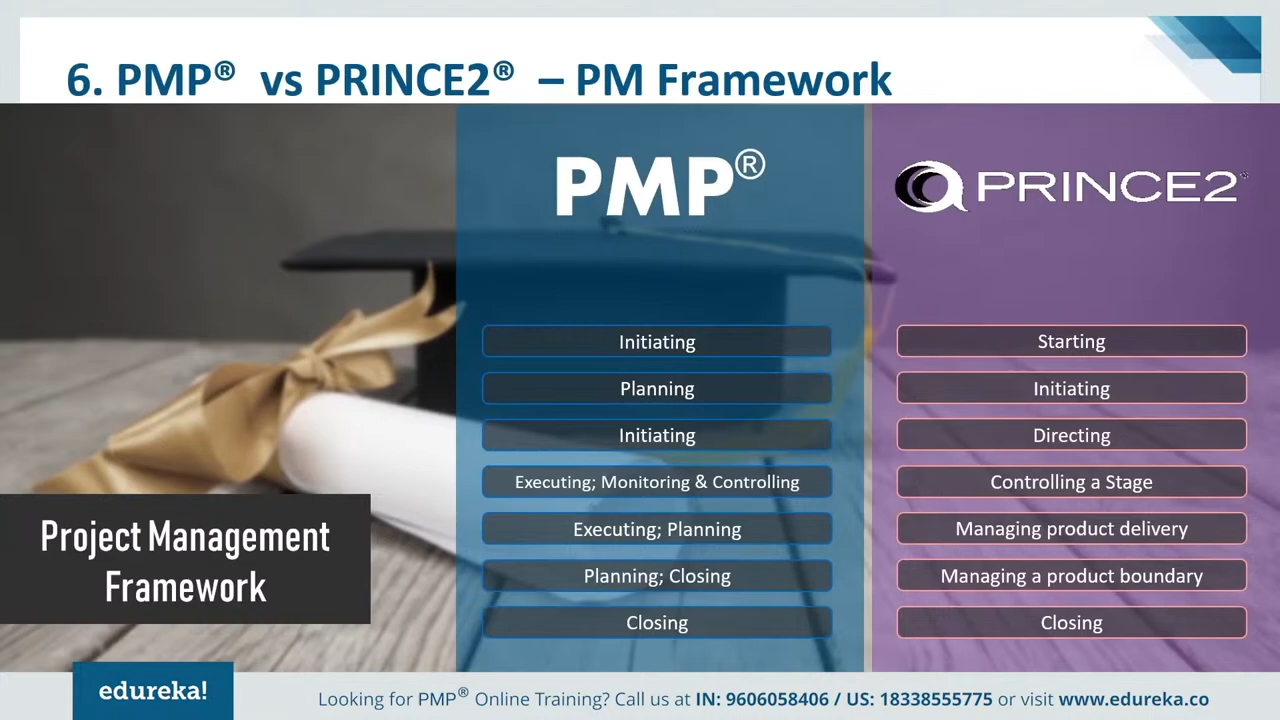 6. PMP® vs PRINCE2® – PM Framework
PMP®
PRINCE2
Initiating
Starting
Planning
Initiating
Initiating
Directing
Executing; Monitoring & Controlling
Controlling a Stage
Executing; Planning
Managing product delivery
Planning; Closing
Managing a product boundary
Closing
Closing
Project Management
Framework
edureka!
Looking for PMP® Online Training? Call us at IN: 9606058406 / US: 18338555775 or visit www.edureka.co